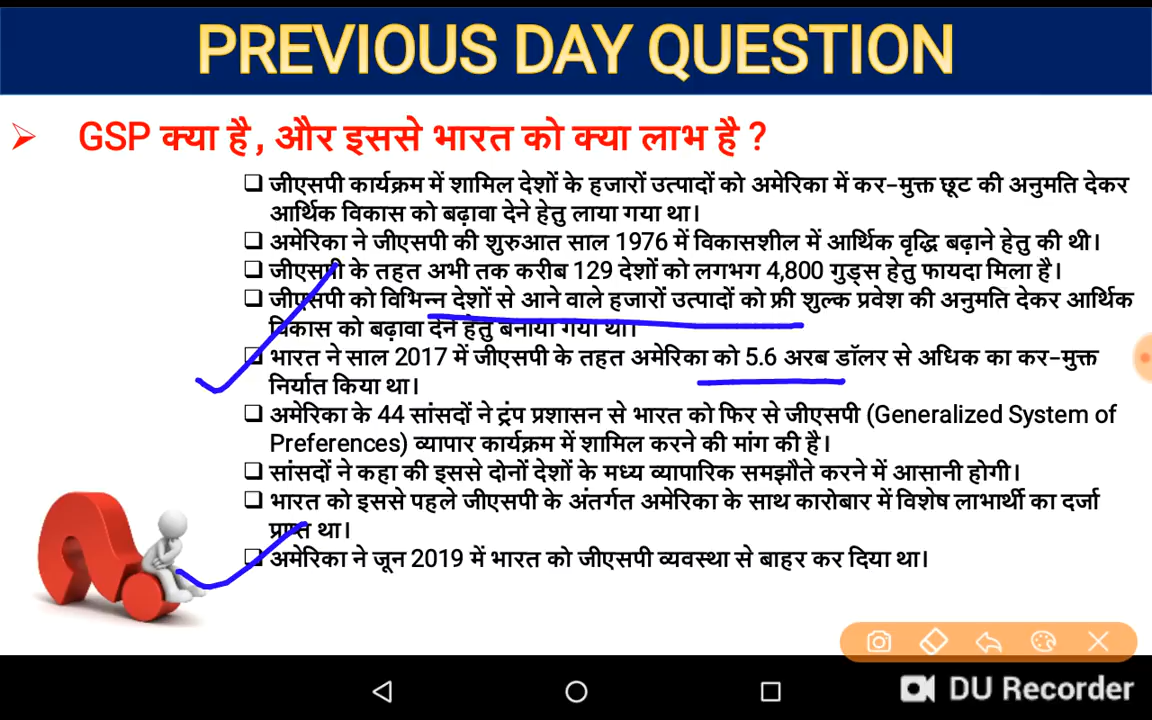 PREVIOUS DAY QUESTION
➢ GSP क्या है, और इससे भारत को क्या लाभ है ?
❑ जीएसपी कार्यक्रम में शामिल देशों के हजारों उत्पादों को अमेरिका में कर-मुक्त छूट की अनुमति देकर
आर्थिक विकास को बढ़ावा देने हेतु लाया गया था।
❑ अमेरिका ने जीएसपी की शुरुआत साल 1976 में विकासशील में आर्थिक वृद्धि बढ़ाने हेतु की थी।
❑ जीएसपी के तहत अभी तक करीब 129 देशों को लगभग 4,800 गुड्स हेतु फायदा मिला है।
❑ जीएसपी को विभिन्न देशों से आने वाले हजारों उत्पादों को फ्री शुल्क प्रवेश की अनुमति देकर आर्थिक
विकास को बढ़ावा देने हेतु बनाया गया था।
❑ भारत ने साल 2017 में जीएसपी के तहत अमेरिका को 5.6 अरब डॉलर से अधिक का कर-मुक्त
निर्यात किया था।
❑ अमेरिका के 44 सांसदों ने ट्रंप प्रशासन से भारत को फिर से जीएसपी (Generalized System of
Preferences) व्यापार कार्यक्रम में शामिल करने की मांग की है।
❑ सांसदों ने कहा की इससे दोनों देशों के मध्य व्यापारिक समझौते करने में आसानी होगी।
❑ भारत को इससे पहले जीएसपी के अंतर्गत अमेरिका के साथ कारोबार में विशेष लाभार्थी का दर्जा
प्राप्त था।
❑ अमेरिका ने जून 2019 में भारत को जीएसपी व्यवस्था से बाहर कर दिया था।
DU Recorder